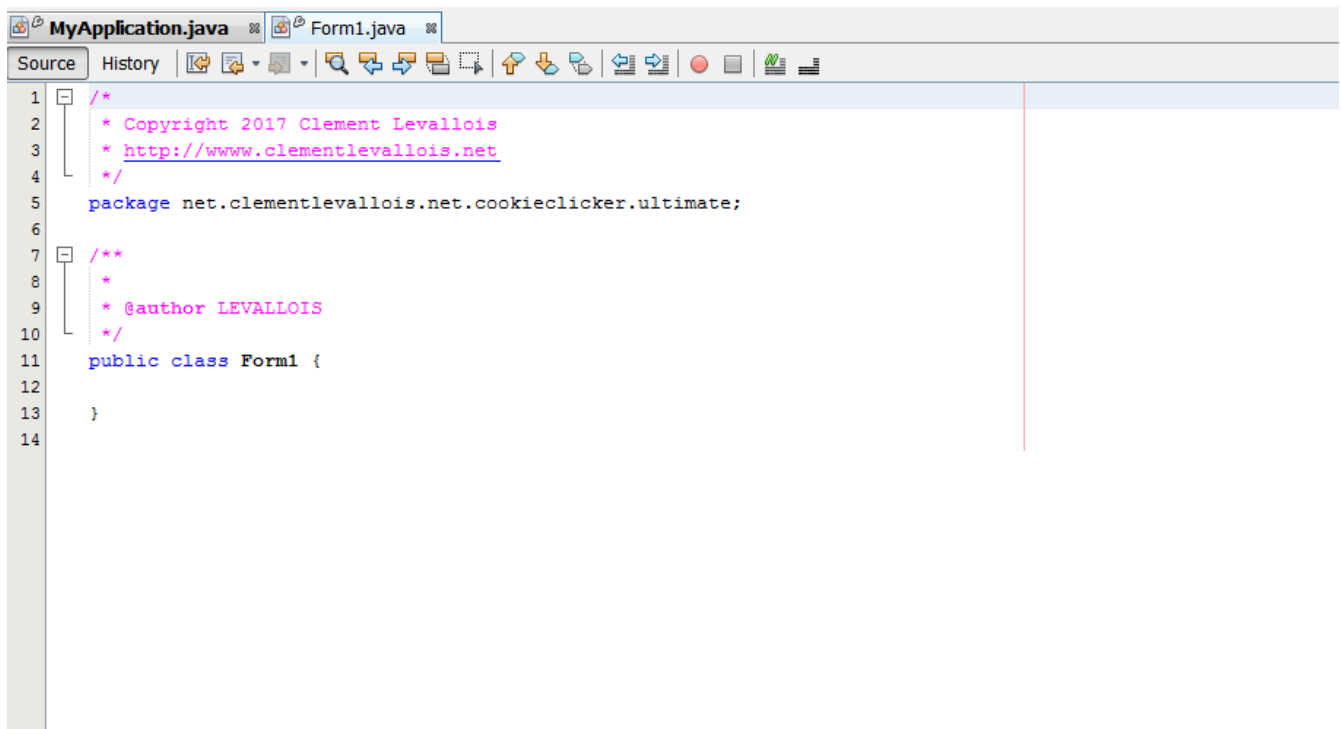 MyApplication.java Form1.java
Source History
1 /*
2 * Copyright 2017 Clement Levallois
3 * http://wwww.clementlevallois.net
4 */
5 package net.clementlevallois.net.cookieclicker.ultimate;
6
7 /**
8 *
9 * @author LEVALLOIS
10 */
11 public class Form1 {
12
13 }
14